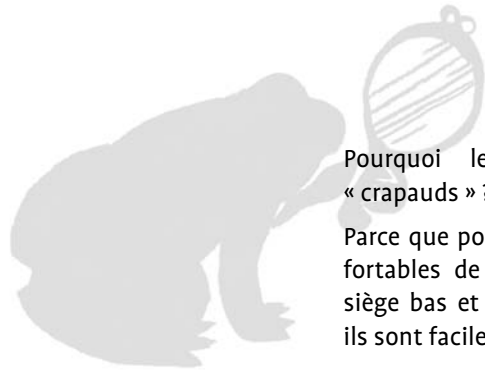 Pourquoi le
« crapauds » ?
Parce que po
fortables de
siège bas et
ils sont facile